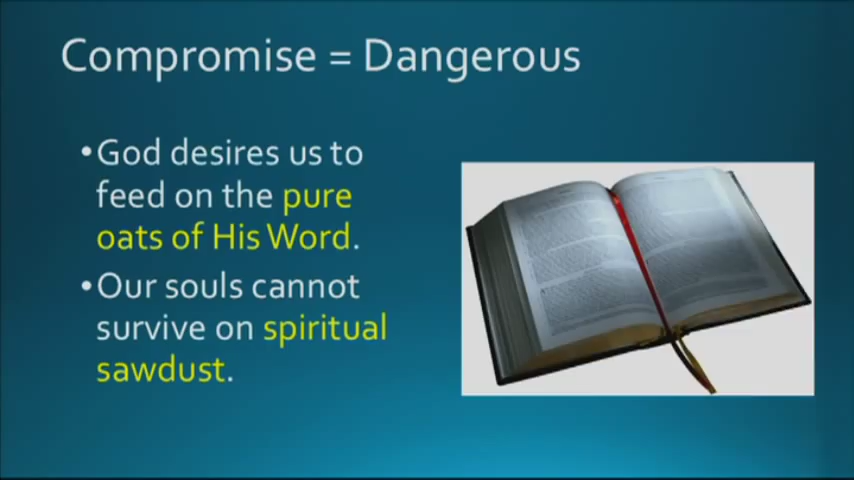 Compromise = Dangerous
•God desires us to
feed on the pure
oats of His Word.
•Our souls cannot
survive on spiritual
sawdust.